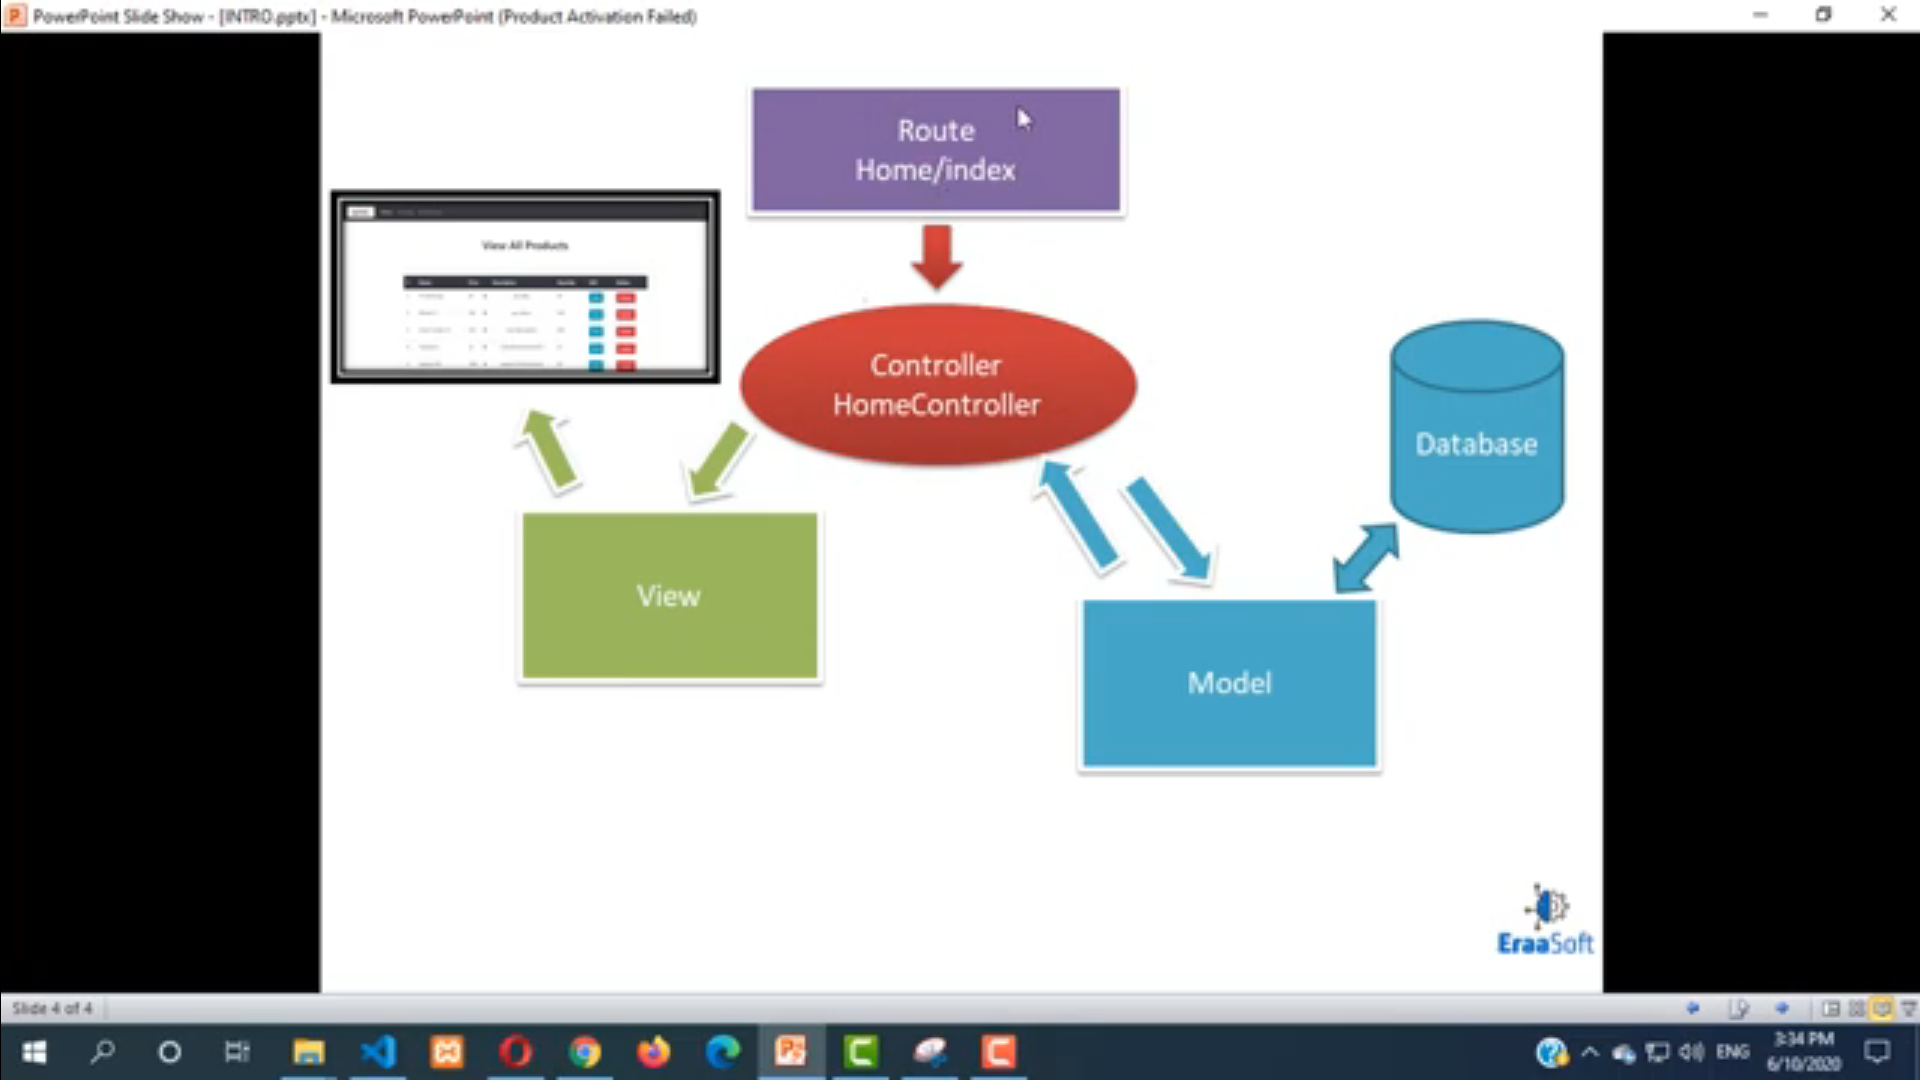 PowerPoint Slide Show - [INTRO.pptx] - Microsoft PowerPoint (Product Activation Failed)
Route
Home/index
View All Products
Controller
HomeController
Database
View
Model
EraaSoft
Slide 4 of 4
ENG
3:34 PM
6/10/2020